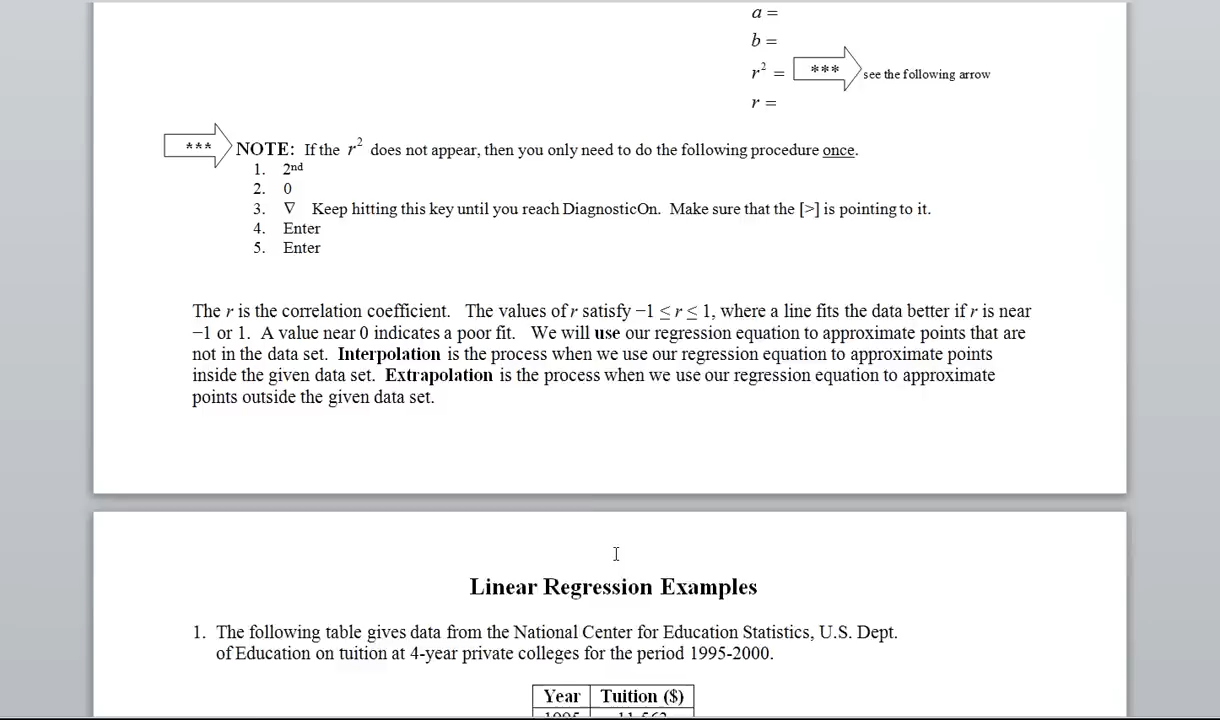 a =
b =
r² = *** see the following arrow
r =
*** NOTE: If the r² does not appear, then you only need to do the following procedure once.
1. 2nd
2. 0
3. ∇ Keep hitting this key until you reach DiagnosticOn. Make sure that the [>] is pointing to it.
4. Enter
5. Enter
The r is the correlation coefficient. The values of r satisfy −1 ≤ r ≤ 1, where a line fits the data better if r is near
−1 or 1. A value near 0 indicates a poor fit. We will use our regression equation to approximate points that are
not in the data set. Interpolation is the process when we use our regression equation to approximate points
inside the given data set. Extrapolation is the process when we use our regression equation to approximate
points outside the given data set.
Linear Regression Examples
1. The following table gives data from the National Center for Education Statistics, U.S. Dept.
of Education on tuition at 4-year private colleges for the period 1995-2000.
Year Tuition ($)